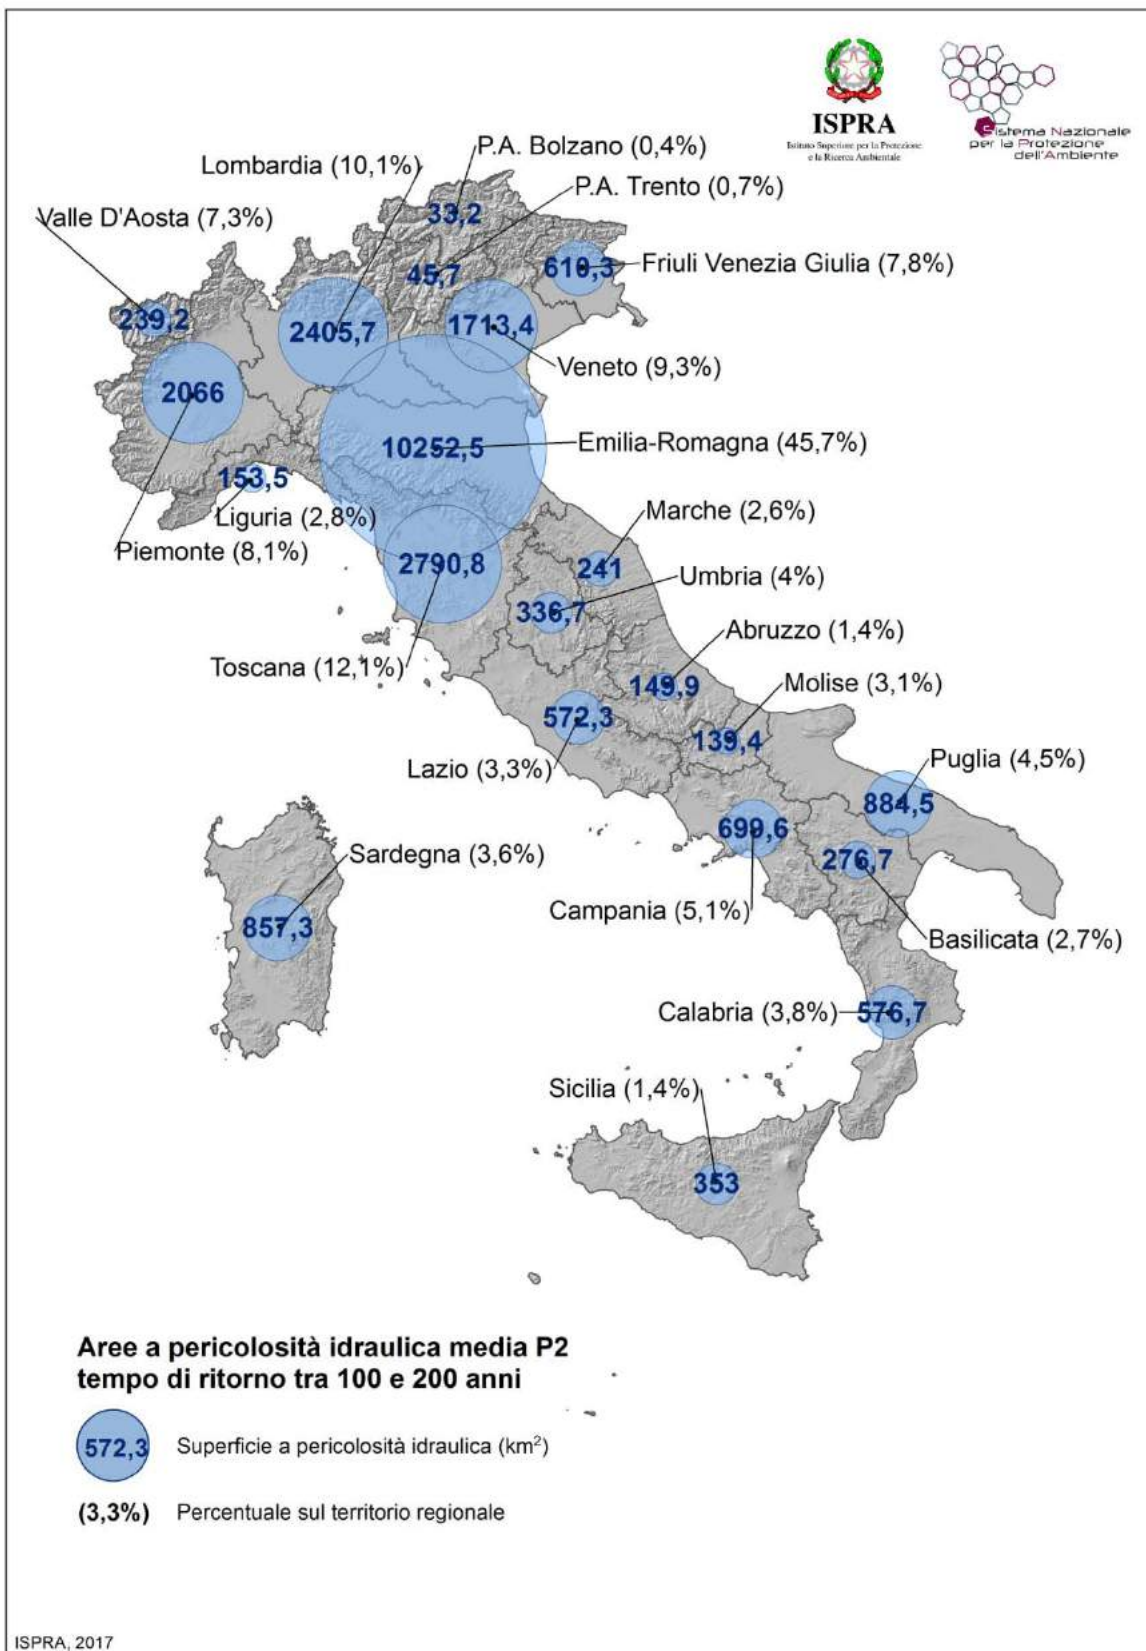 ISPRA
Istituto Superiore per la Protezione
e la Ricerca Ambientale
Sistema Nazionale
per la Protezione
dell'Ambiente
P.A. Bolzano (0,4%)
Lombardia (10,1%)
P.A. Trento (0,7%)
Valle D'Aosta (7,3%)
33,2
45,7
610,3
Friuli Venezia Giulia (7,8%)
239,2
2405,7
1713,4
Veneto (9,3%)
2066
10252,5
Emilia-Romagna (45,7%)
153,5
Liguria (2,8%)
Marche (2,6%)
Piemonte (8,1%)
2790,8
241
Umbria (4%)
336,7
Abruzzo (1,4%)
Toscana (12,1%)
149,9
Molise (3,1%)
572,3
139,4
Lazio (3,3%)
Puglia (4,5%)
884,5
699,6
Sardegna (3,6%)
276,7
Campania (5,1%)
857,3
Basilicata (2,7%)
Calabria (3,8%)
576,7
Sicilia (1,4%)
353
Aree a pericolosità idraulica media P2
tempo di ritorno tra 100 e 200 anni
572,3 Superficie a pericolosità idraulica (km²)
(3,3%) Percentuale sul territorio regionale
ISPRA, 2017